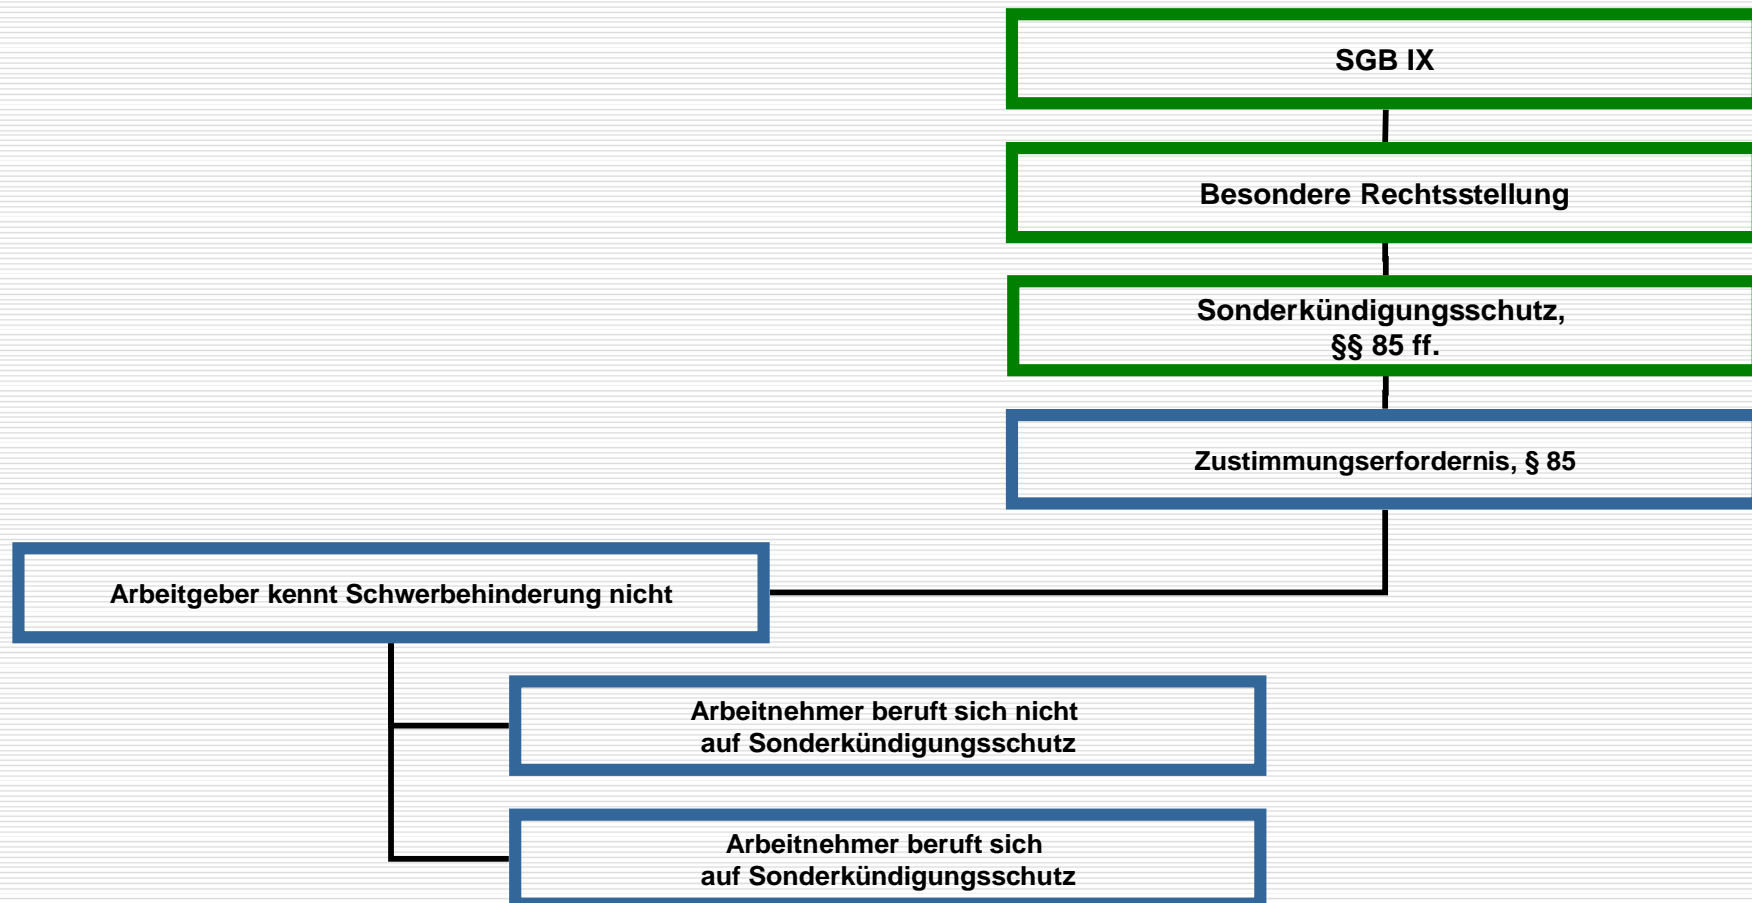 SGB IX
Besondere Rechtsstellung
Sonderkündigungsschutz,
§§ 85 ff.
Zustimmungserfordernis, § 85
Arbeitgeber kennt Schwerbehinderung nicht
Arbeitnehmer beruft sich nicht
auf Sonderkündigungsschutz
Arbeitnehmer beruft sich
auf Sonderkündigungsschutz